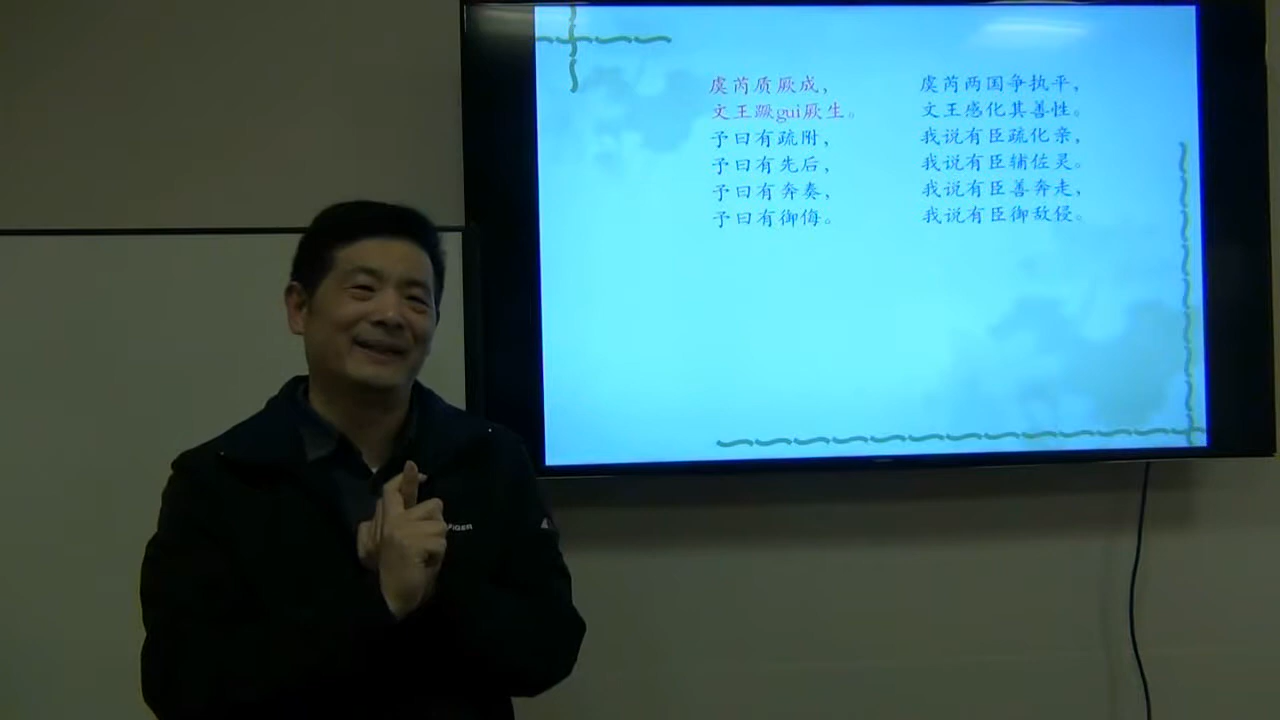 虞芮质厥成，
文王蹶gui厥生。
予曰有疏附，
予曰有先后，
予曰有奔奏，
予曰有御侮。
虞芮两国争执平，
文王感化其善性。
我说有臣疏化亲，
我说有臣辅佐灵。
我说有臣善奔走，
我说有臣御敌侵。